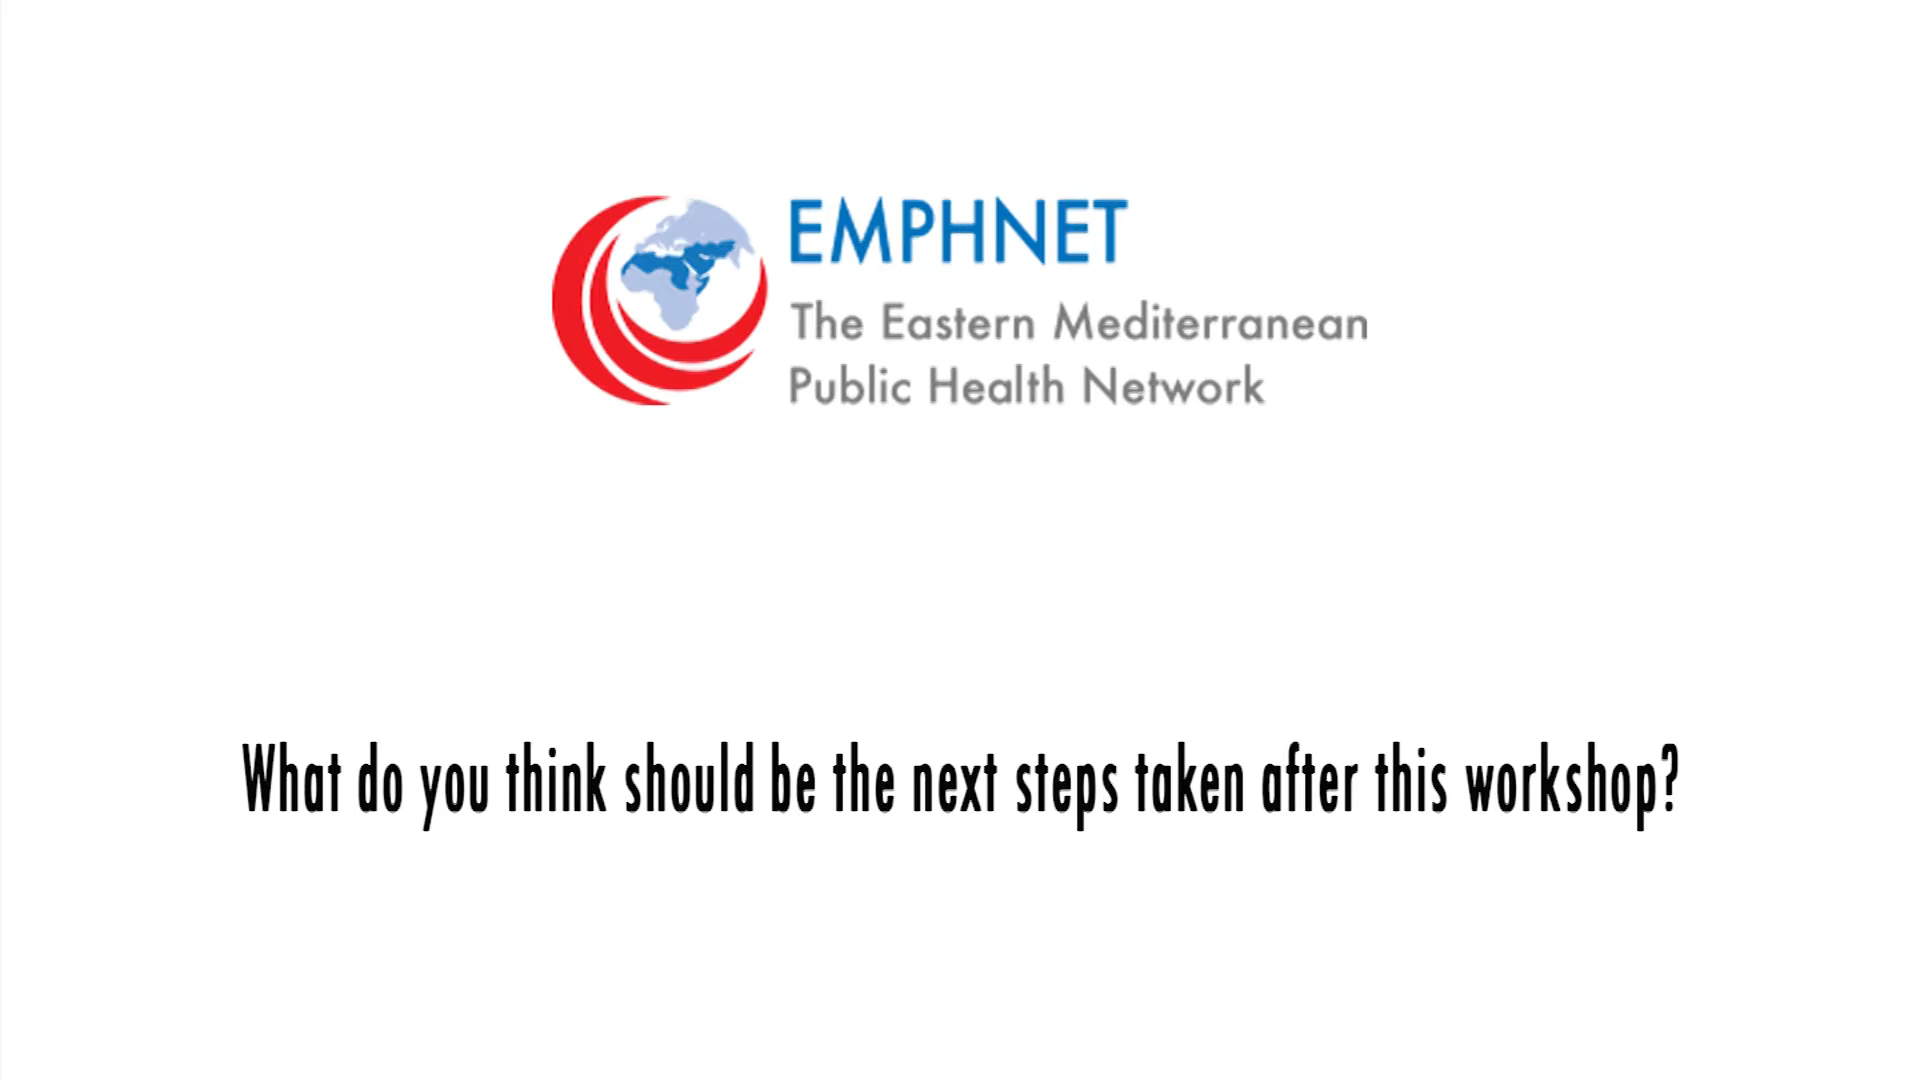 EMPHNET
The Eastern Mediterranean
Public Health Network
What do you think should be the next steps taken after this workshop?